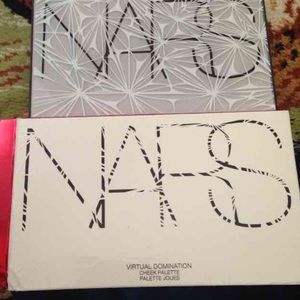 NARS
NARS
VIRTUAL DOMINATION
CHEEK PALETTE
PALETTE JOUES